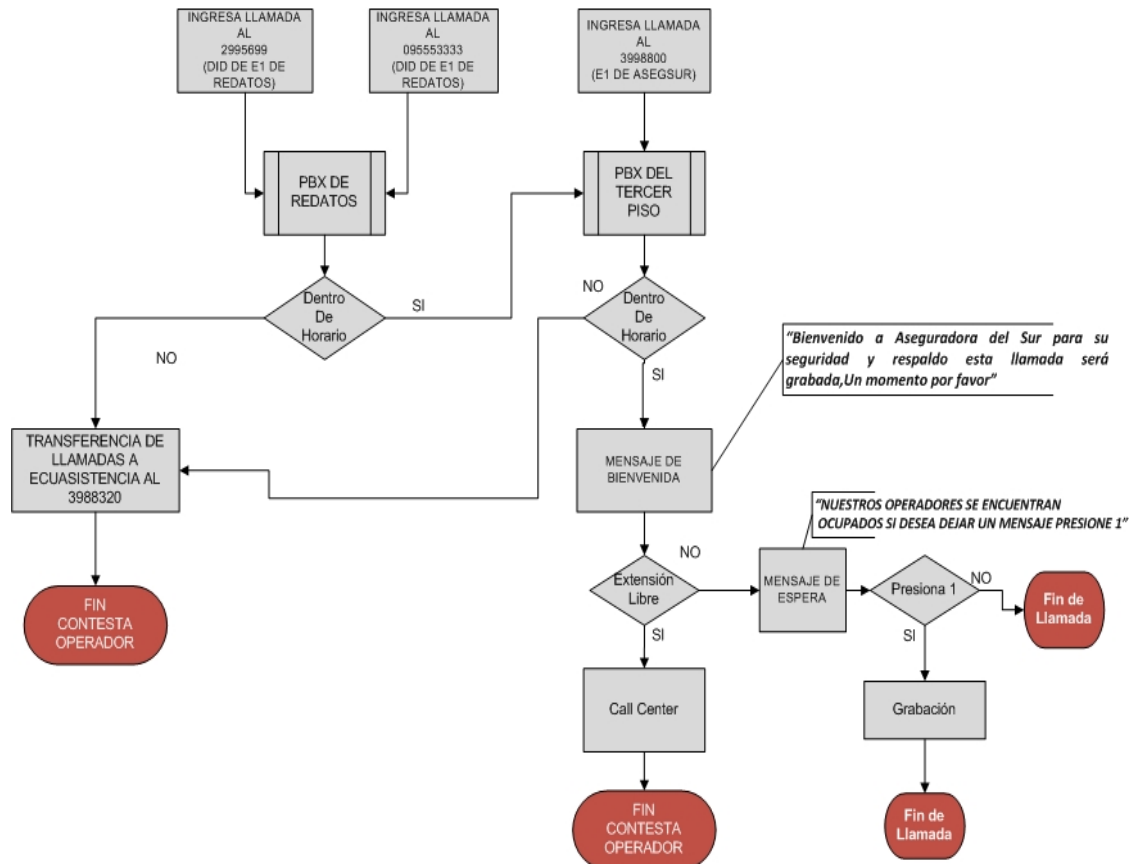 INGRESA LLAMADA
AL
2995699
(DID DE E1 DE
REDATOS)
INGRESA LLAMADA
AL
095553333
(DID DE E1 DE
REDATOS)
INGRESA LLAMADA
AL
3998800
(E1 DE ASEGSUR)
PBX DE
REDATOS
PBX DEL
TERCER
PISO
Dentro
De
Horario
SI
NO
NO
Dentro
De
Horario
SI
“Bienvenido a Aseguradora del Sur para su
seguridad y respaldo esta llamada será
grabada,Un momento por favor”
TRANSFERENCIA DE
LLAMADAS A
ECUASISTENCIA AL
3988320
MENSAJE DE
BIENVENIDA
“NUESTROS OPERADORES SE ENCUENTRAN
OCUPADOS SI DESEA DEJAR UN MENSAJE PRESIONE 1”
FIN
CONTESTA
OPERADOR
Extensión
Libre
NO
SI
MENSAJE DE
ESPERA
Presiona 1
NO
SI
Fin de
Llamada
Call Center
Grabación
FIN
CONTESTA
OPERADOR
Fin de
Llamada